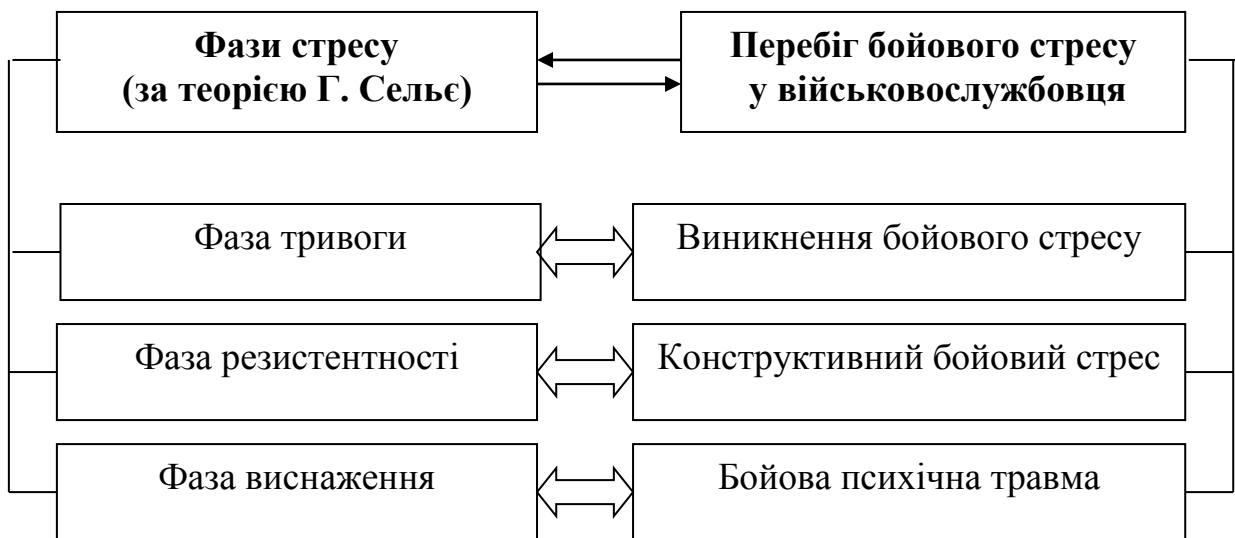 Фази стресу
(за теорією Г. Сельє)
Перебіг бойового стресу
у військовослужбовця
Фаза тривоги
Виникнення бойового стресу
Фаза резистентності
Конструктивний бойовий стрес
Фаза виснаження
Бойова психічна травма